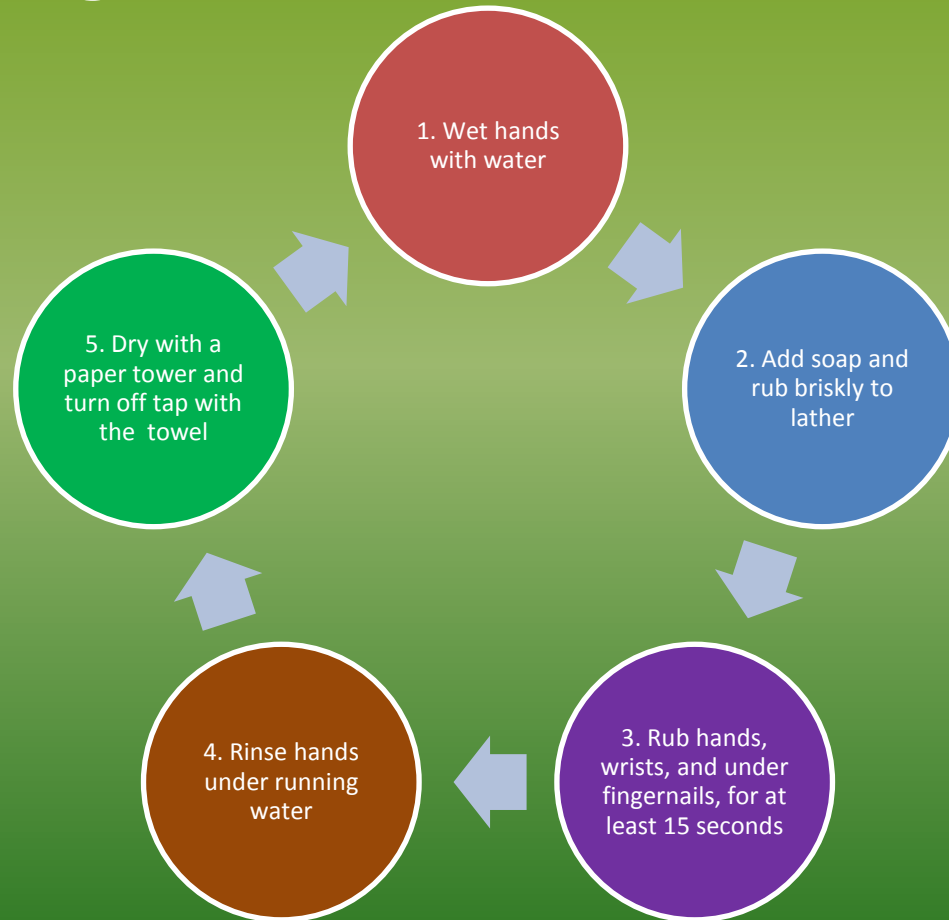 1. Wet hands
with water
2. Add soap and
rub briskly to
lather
3. Rub hands,
wrists, and under
fingernails, for at
least 15 seconds
4. Rinse hands
under running
water
5. Dry with a
paper tower and
turn off tap with
the  towel